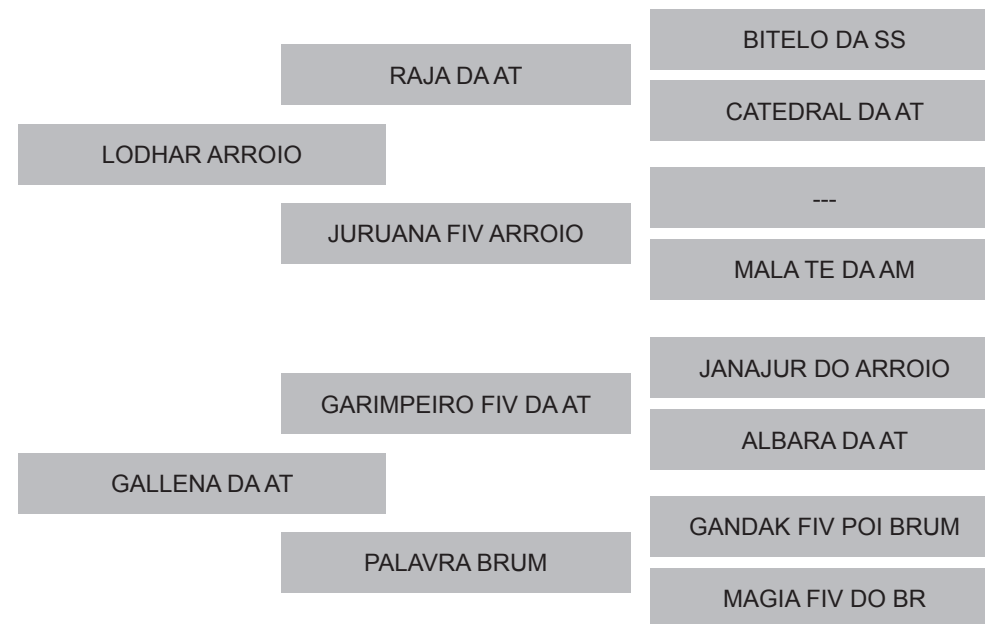 BITELO DA SS
RAJA DA AT
CATEDRAL DA AT
LODHAR ARROIO
---
JURUANA FIV ARROIO
MALA TE DA AM
JANAJUR DO ARROIO
GARIMPEIRO FIV DA AT
ALBARA DA AT
GALLENA DA AT
GANDAK FIV POI BRUM
PALAVRA BRUM
MAGIA FIV DO BR